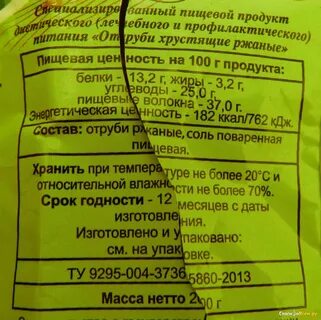 Специализированный пищевой продукт
диетического (лечебного и профилактического)
питания «Отруби хрустящие ржаные»
Пищевая ценность на 100 г продукта:
белки - 13,2 г, жиры - 3,2 г,
углеводы - 25,0 г,
пищевые волокна - 37,0 г.
Энергетическая ценность - 182 ккал/762 кДж.
Состав: отруби ржаные, соль поваренная
пищевая.
Хранить при температуре не более 20°С и
относительной влажности не более 70%.
Срок годности - 12 месяцев с даты
изготовления.
Изготовлено и упаковано:
см. на упаковке.
ТУ 9295-004-3736 5860-2013
Масса нетто 200 г